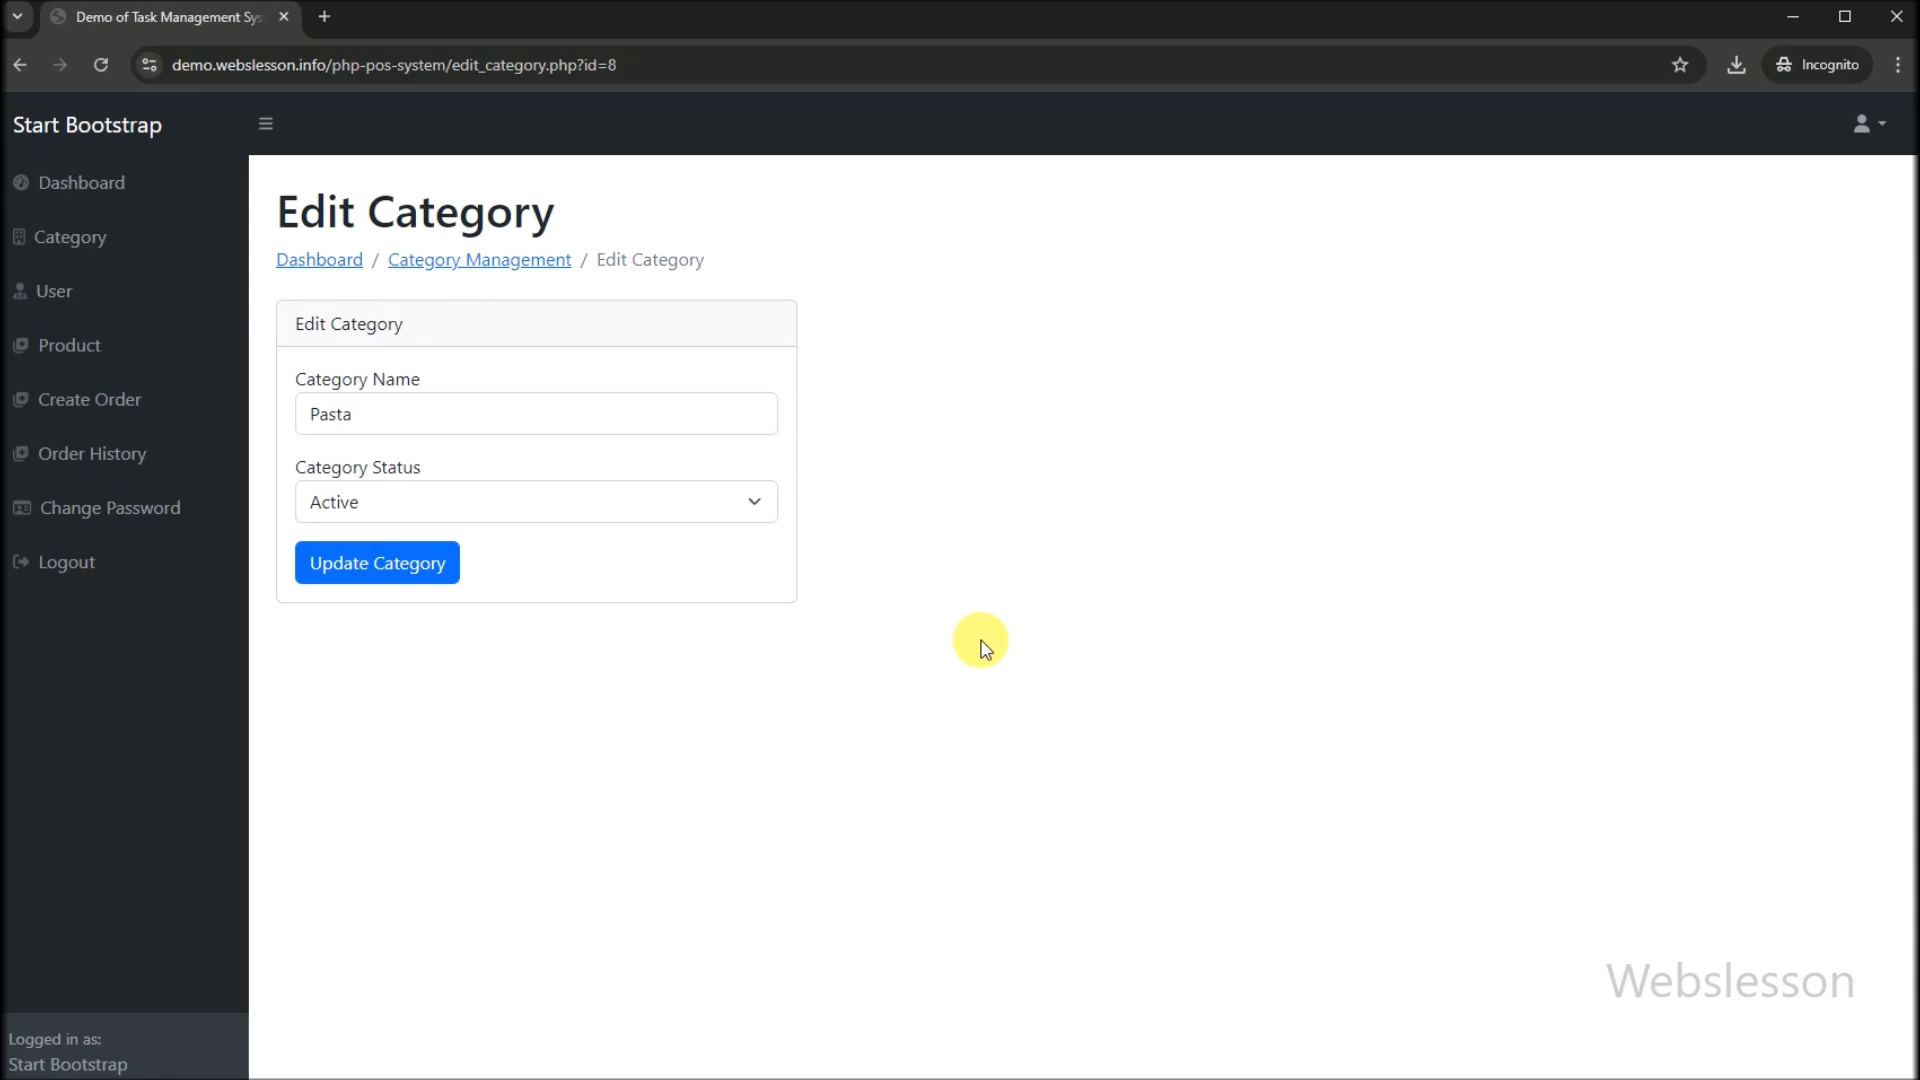 Demo of Task Management Sys
demo.webslesson.info/php-pos-system/edit_category.php?id=8
Incognito
Start Bootstrap
Dashboard
Category
User
Product
Create Order
Order History
Change Password
Logout
Logged in as:
Start Bootstrap
Edit Category
Dashboard / Category Management / Edit Category
Edit Category
Category Name
Pasta
Category Status
Active
Update Category
Webslesson